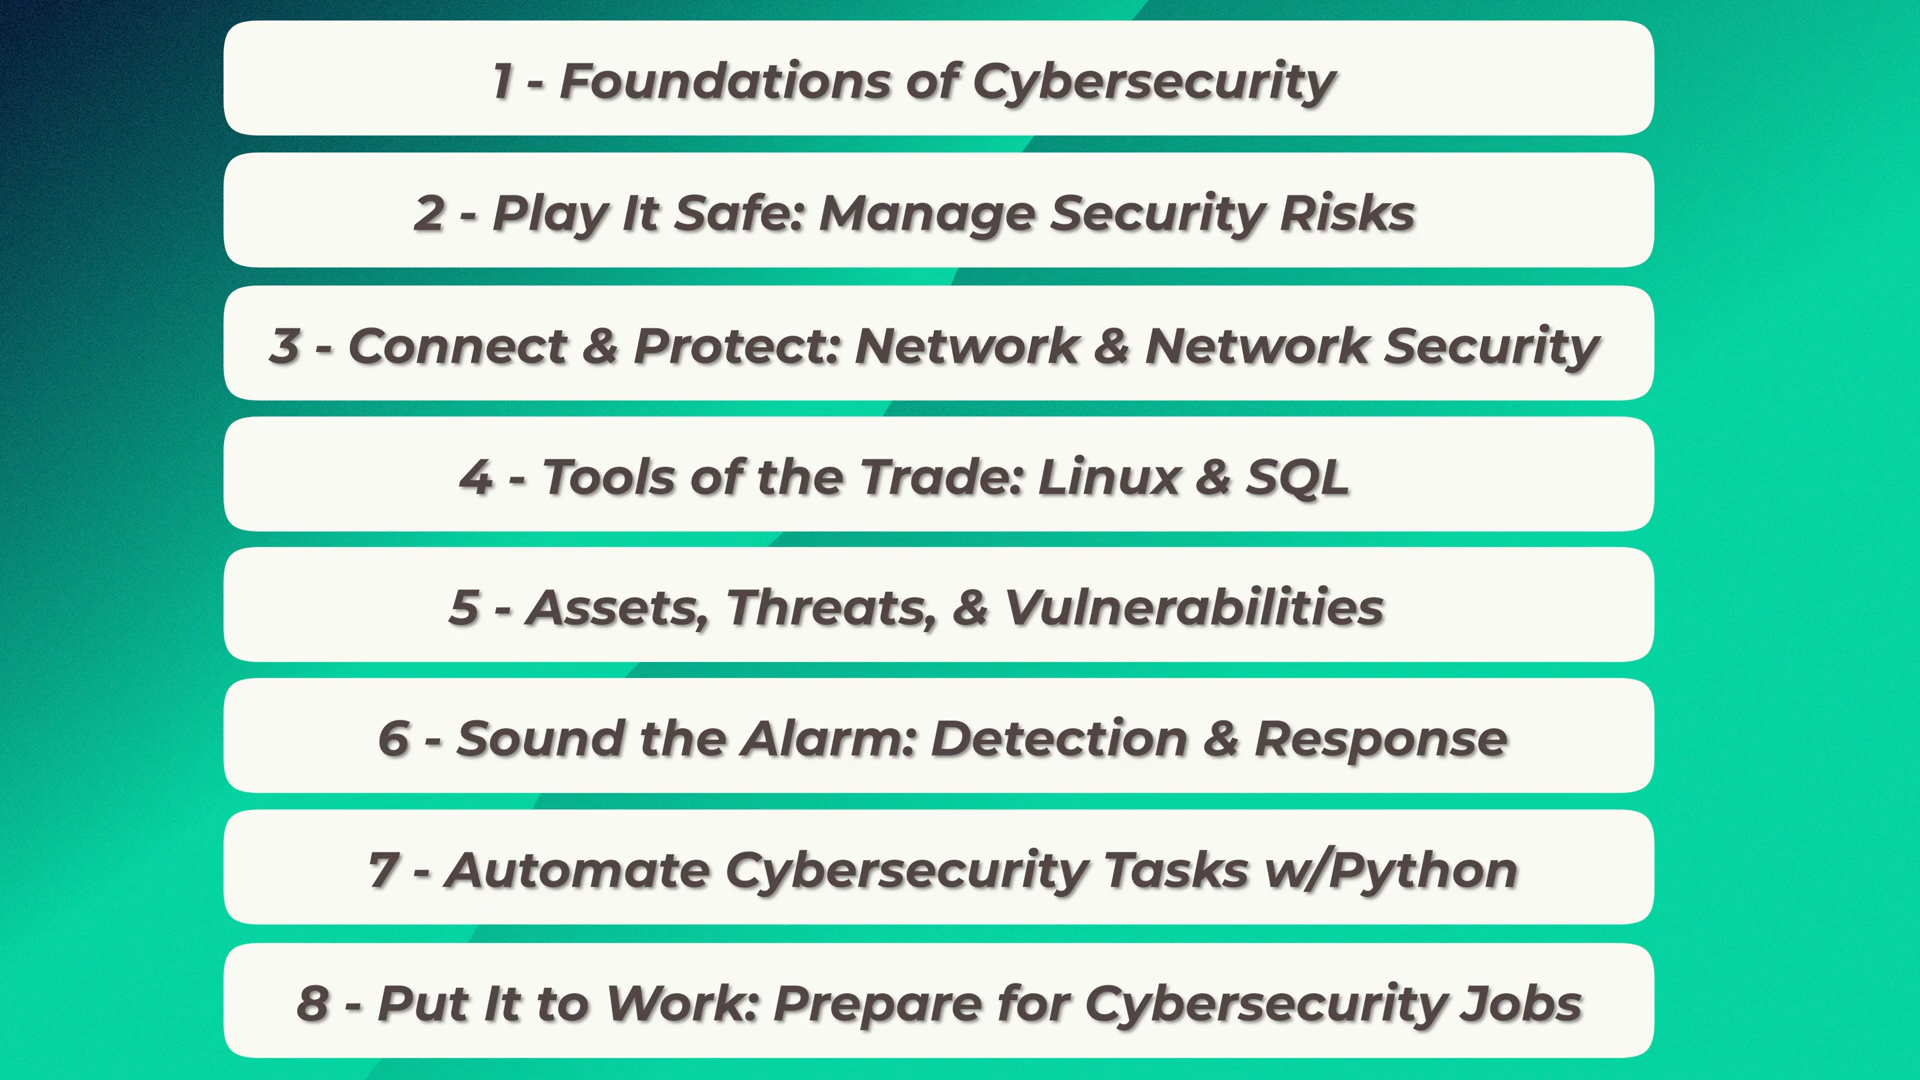 1 - Foundations of Cybersecurity
2 - Play It Safe: Manage Security Risks
3 - Connect & Protect: Network & Network Security
4 - Tools of the Trade: Linux & SQL
5 - Assets, Threats, & Vulnerabilities
6 - Sound the Alarm: Detection & Response
7 - Automate Cybersecurity Tasks w/Python
8 - Put It to Work: Prepare for Cybersecurity Jobs